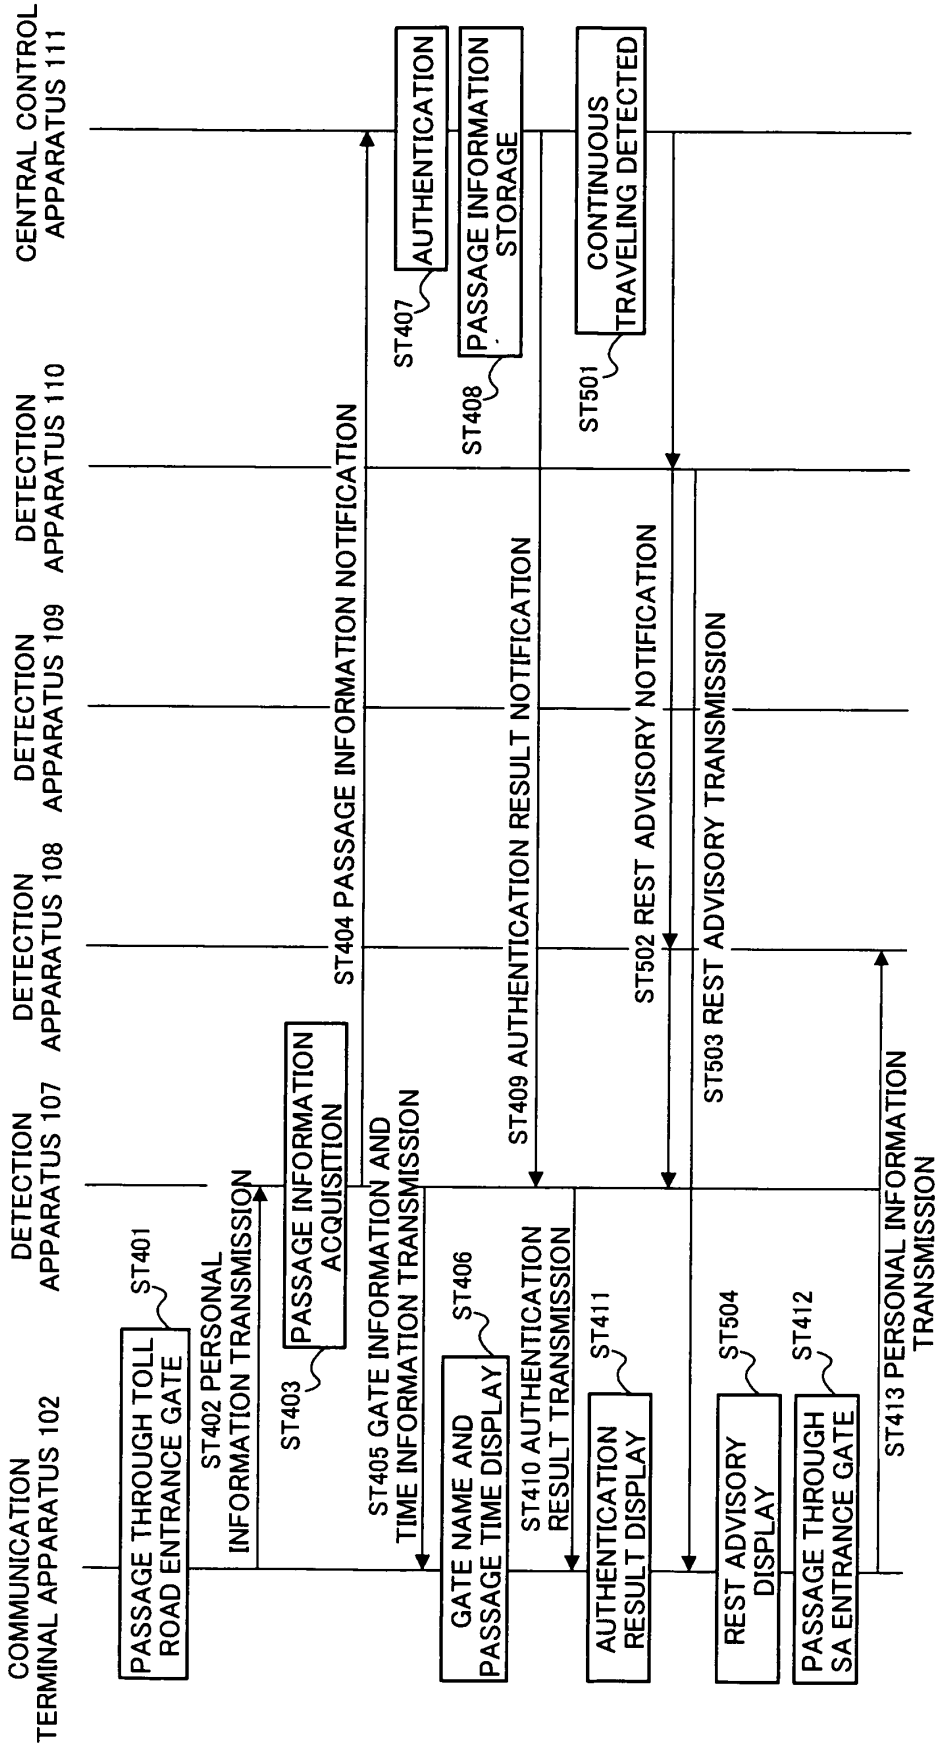 COMMUNICATION
TERMINAL APPARATUS 102
DETECTION
APPARATUS 107
DETECTION
APPARATUS 108
DETECTION
APPARATUS 109
DETECTION
APPARATUS 110
CENTRAL CONTROL
APPARATUS 111
PASSAGE THROUGH TOLL
ROAD ENTRANCE GATE
ST401
ST402 PERSONAL
INFORMATION TRANSMISSION
PASSAGE INFORMATION
ACQUISITION
ST403
ST404 PASSAGE INFORMATION NOTIFICATION
ST405 GATE INFORMATION AND
TIME INFORMATION TRANSMISSION
GATE NAME AND
PASSAGE TIME DISPLAY
ST406
AUTHENTICATION
ST407
PASSAGE INFORMATION
STORAGE
ST408
ST409 AUTHENTICATION RESULT NOTIFICATION
ST410 AUTHENTICATION
RESULT TRANSMISSION
AUTHENTICATION
RESULT DISPLAY
ST411
CONTINUOUS
TRAVELING DETECTED
ST501
ST502 REST ADVISORY NOTIFICATION
ST503 REST ADVISORY TRANSMISSION
REST ADVISORY
DISPLAY
ST504
PASSAGE THROUGH
SA ENTRANCE GATE
ST412
ST413 PERSONAL INFORMATION
TRANSMISSION